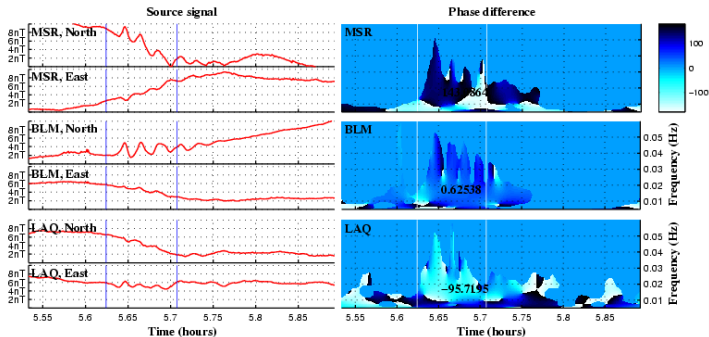 Source signal
Phase difference
MSR, North
8nT
6nT
4nT
2nT
MSR, East
8nT
6nT
4nT
2nT
BLM, North
8nT
6nT
4nT
2nT
BLM, East
8nT
6nT
4nT
2nT
LAQ, North
8nT
6nT
4nT
2nT
LAQ, East
8nT
6nT
4nT
2nT
5.55 5.6 5.65 5.7 5.75 5.8 5.85
Time (hours)
MSR
BLM
0.62538
0.05
0.04
0.03
0.02
0.01
Frequency (Hz)
LAQ
−95.7195
0.05
0.04
0.03
0.02
0.01
Frequency (Hz)
5.55 5.6 5.65 5.7 5.75 5.8 5.85
Time (hours)
100
0
−100